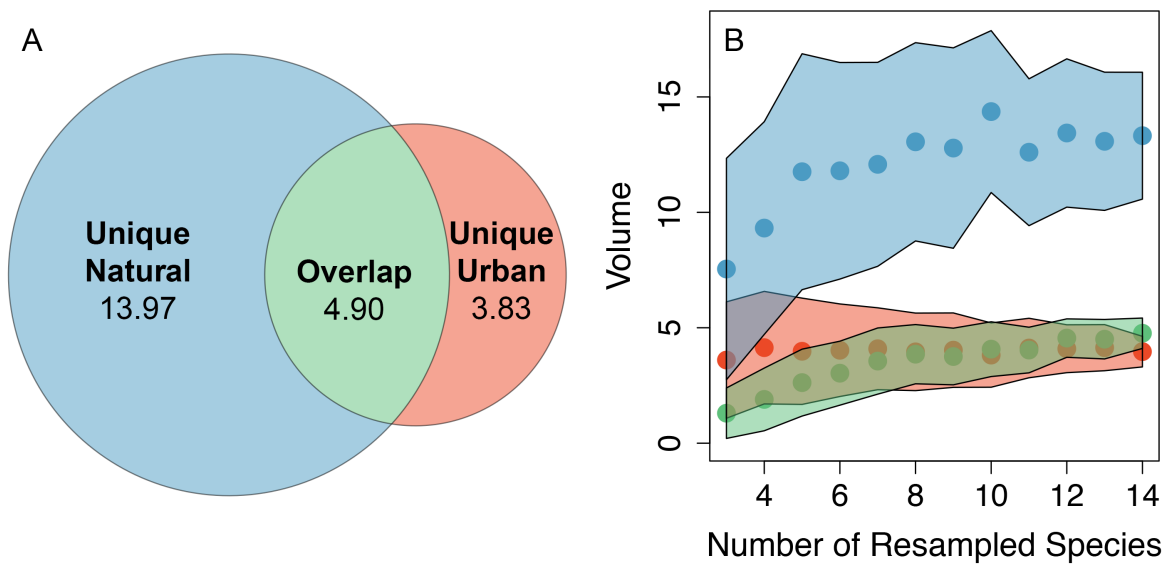 A
Unique
Natural
13.97
Overlap
4.90
Unique
Urban
3.83
B
Volume
15
10
5
0
4 6 8 10 12 14
Number of Resampled Species